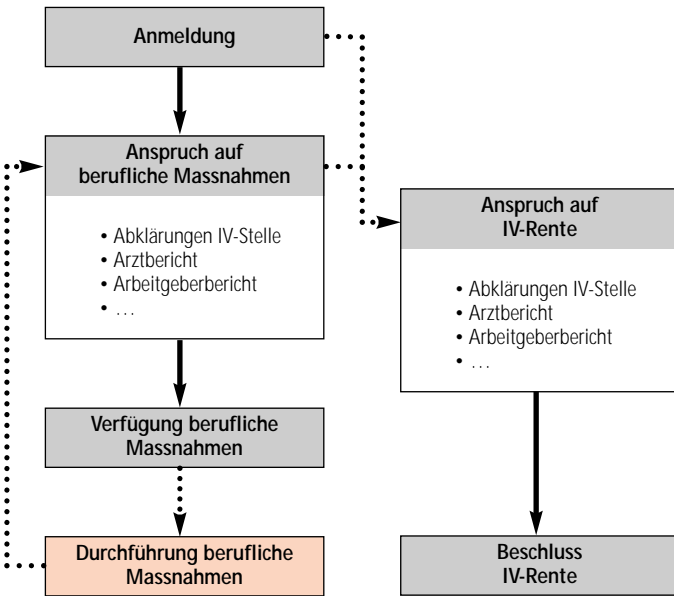 Anmeldung
Anspruch auf
berufliche Massnahmen
• Abklärungen IV-Stelle
• Arztbericht
• Arbeitgeberbericht
• ...
Verfügung berufliche
Massnahmen
Durchführung berufliche
Massnahmen
Anspruch auf
IV-Rente
• Abklärungen IV-Stelle
• Arztbericht
• Arbeitgeberbericht
• ...
Beschluss
IV-Rente